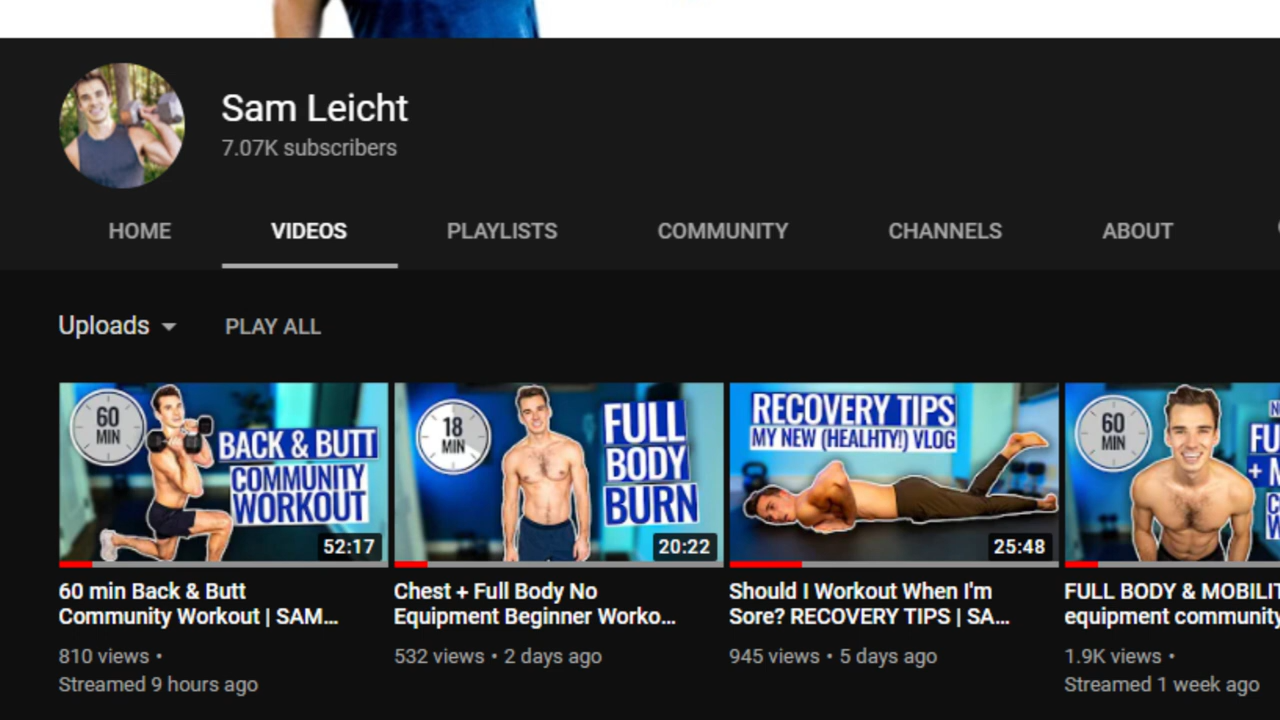 Sam Leicht
7.07K subscribers
HOME
VIDEOS
PLAYLISTS
COMMUNITY
CHANNELS
ABOUT
Uploads
PLAY ALL
60
MIN
BACK & BUTT
COMMUNITY
WORKOUT
52:17
18
MIN
FULL
BODY
BURN
20:22
RECOVERY TIPS
MY NEW (HEALHTY!) VLOG
25:48
60
MIN
FU
+ M
60 min Back & Butt
Community Workout | SAM...
810 views •
Streamed 9 hours ago
Chest + Full Body No
Equipment Beginner Worko...
532 views • 2 days ago
Should I Workout When I'm
Sore? RECOVERY TIPS | SA...
945 views • 5 days ago
FULL BODY & MOBILIT
equipment community
1.9K views •
Streamed 1 week ago